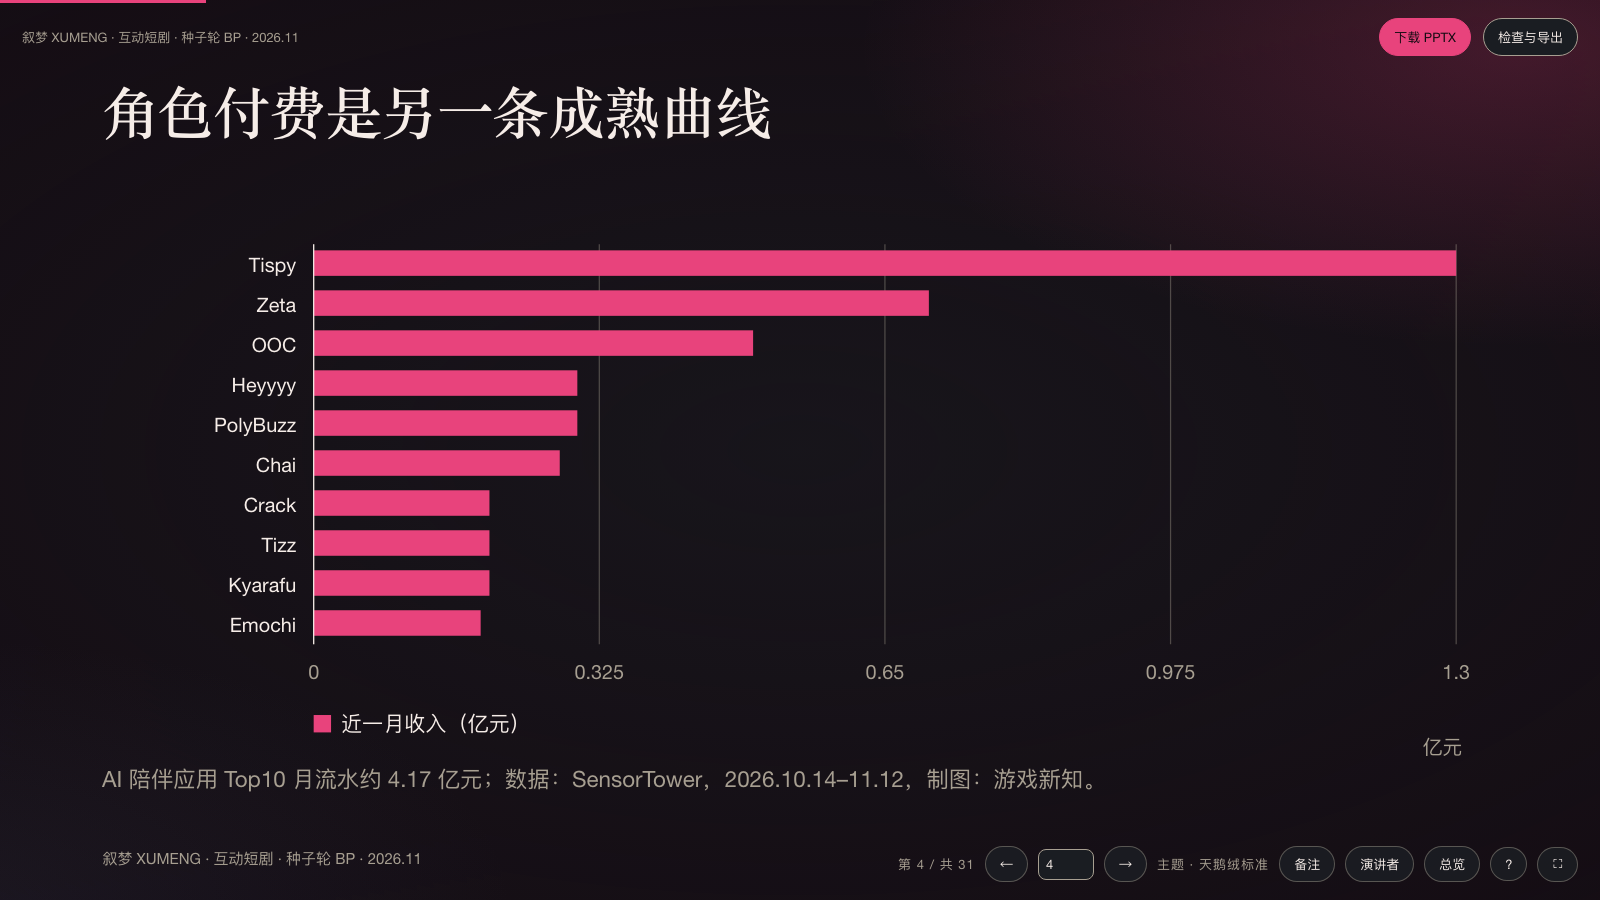 叙梦 XUMENG · 互动短剧 · 种子轮 BP · 2026.11
下载 PPTX
检查与导出
角色付费是另一条成熟曲线
Tispy
Zeta
OOC
Heyyyy
PolyBuzz
Chai
Crack
Tizz
Kyarafu
Emochi
0 0.325 0.65 0.975 1.3
近一月收入（亿元）
亿元
AI 陪伴应用 Top10 月流水约 4.17 亿元；数据：SensorTower，2026.10.14–11.12，制图：游戏新知。
叙梦 XUMENG · 互动短剧 · 种子轮 BP · 2026.11
第 4 / 共 31 ← 4 → 主题 · 天鹅绒标准 备注 演讲者 总览 ?